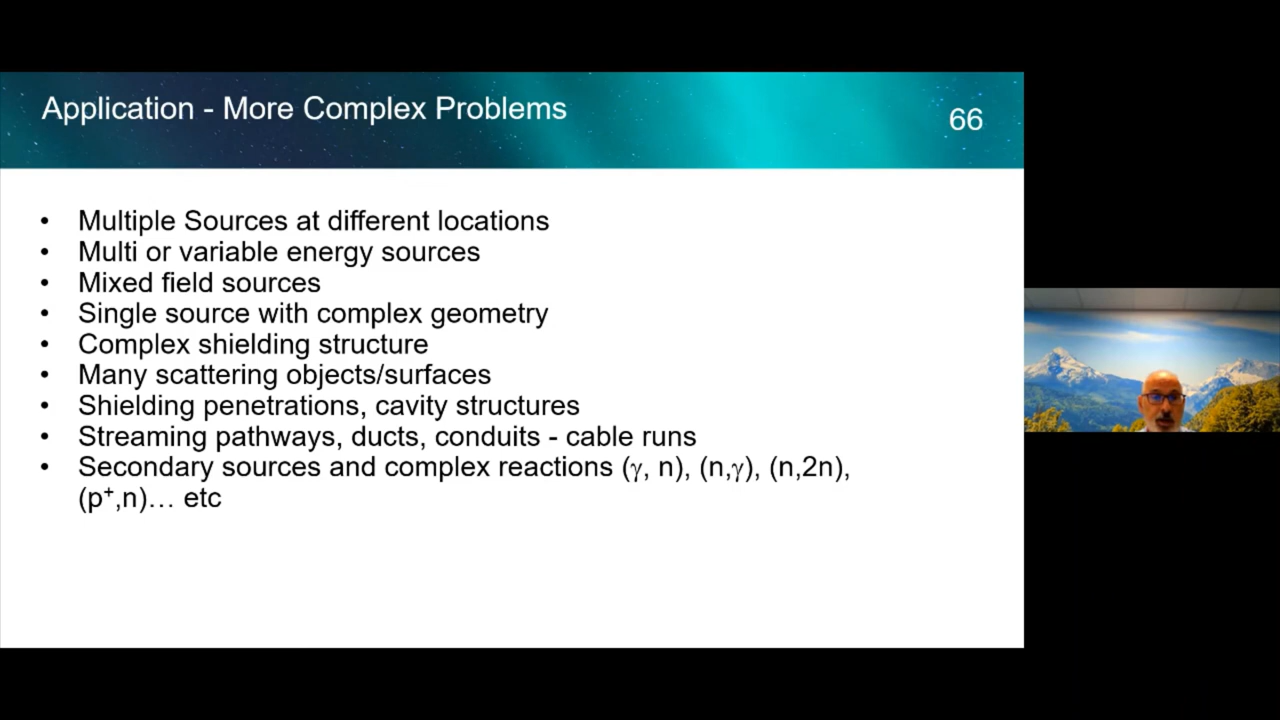 Application - More Complex Problems
66
• Multiple Sources at different locations
• Multi or variable energy sources
• Mixed field sources
• Single source with complex geometry
• Complex shielding structure
• Many scattering objects/surfaces
• Shielding penetrations, cavity structures
• Streaming pathways, ducts, conduits - cable runs
• Secondary sources and complex reactions (γ, n), (n,γ), (n,2n),
(p⁺,n)… etc